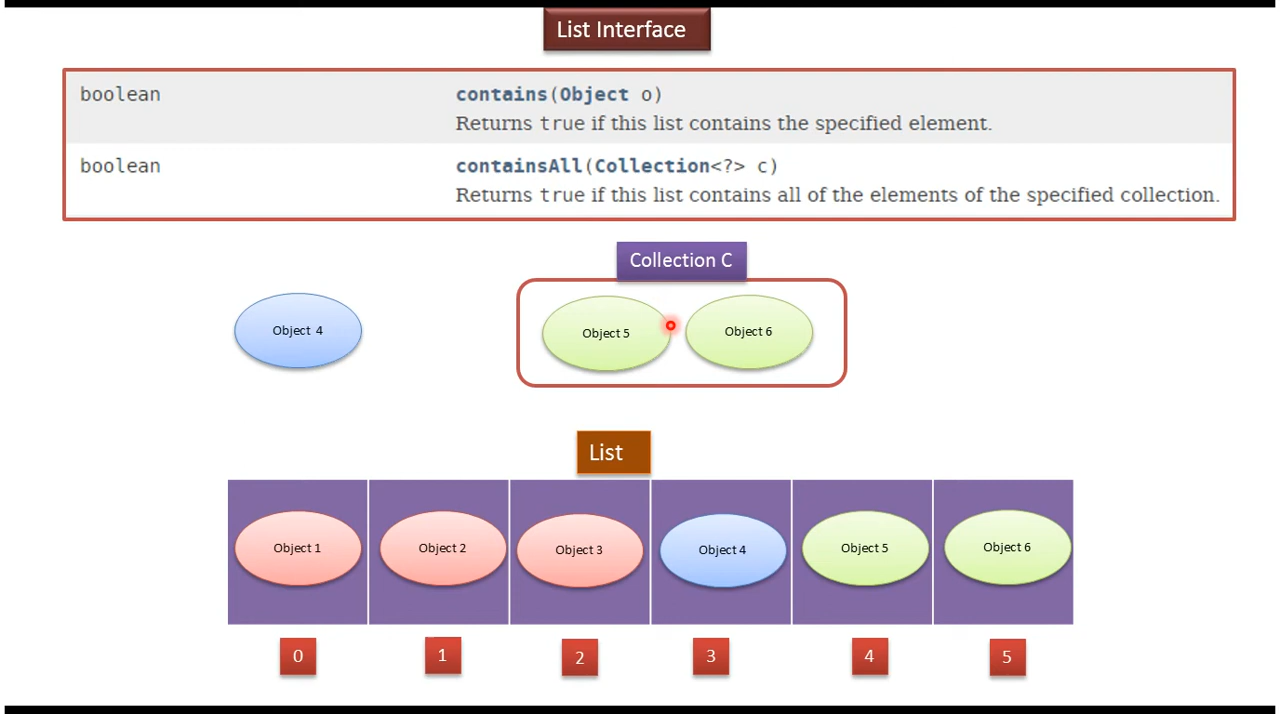 List Interface
boolean contains(Object o)
Returns true if this list contains the specified element.
boolean containsAll(Collection<?> c)
Returns true if this list contains all of the elements of the specified collection.
Collection C
Object 4
Object 5
Object 6
List
Object 1
Object 2
Object 3
Object 4
Object 5
Object 6
0
1
2
3
4
5